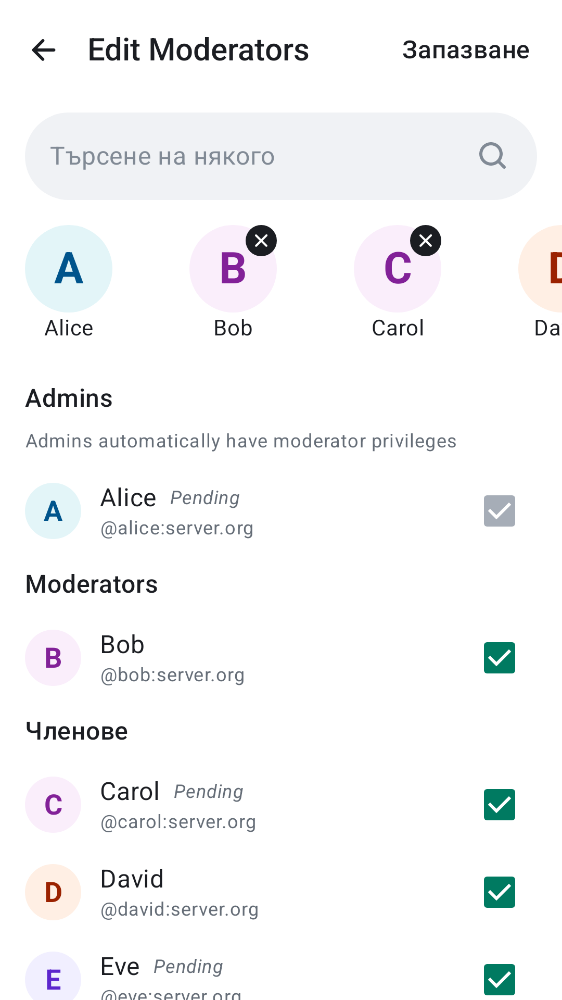 Edit Moderators
Запазване
Търсене на някого
A
B
C
Alice
Bob
Carol
Da
Admins
Admins automatically have moderator privileges
A
Alice Pending
@alice:server.org
Moderators
B
Bob
@bob:server.org
Членове
C
Carol Pending
@carol:server.org
D
David
@david:server.org
E
Eve Pending
@eve:server.org